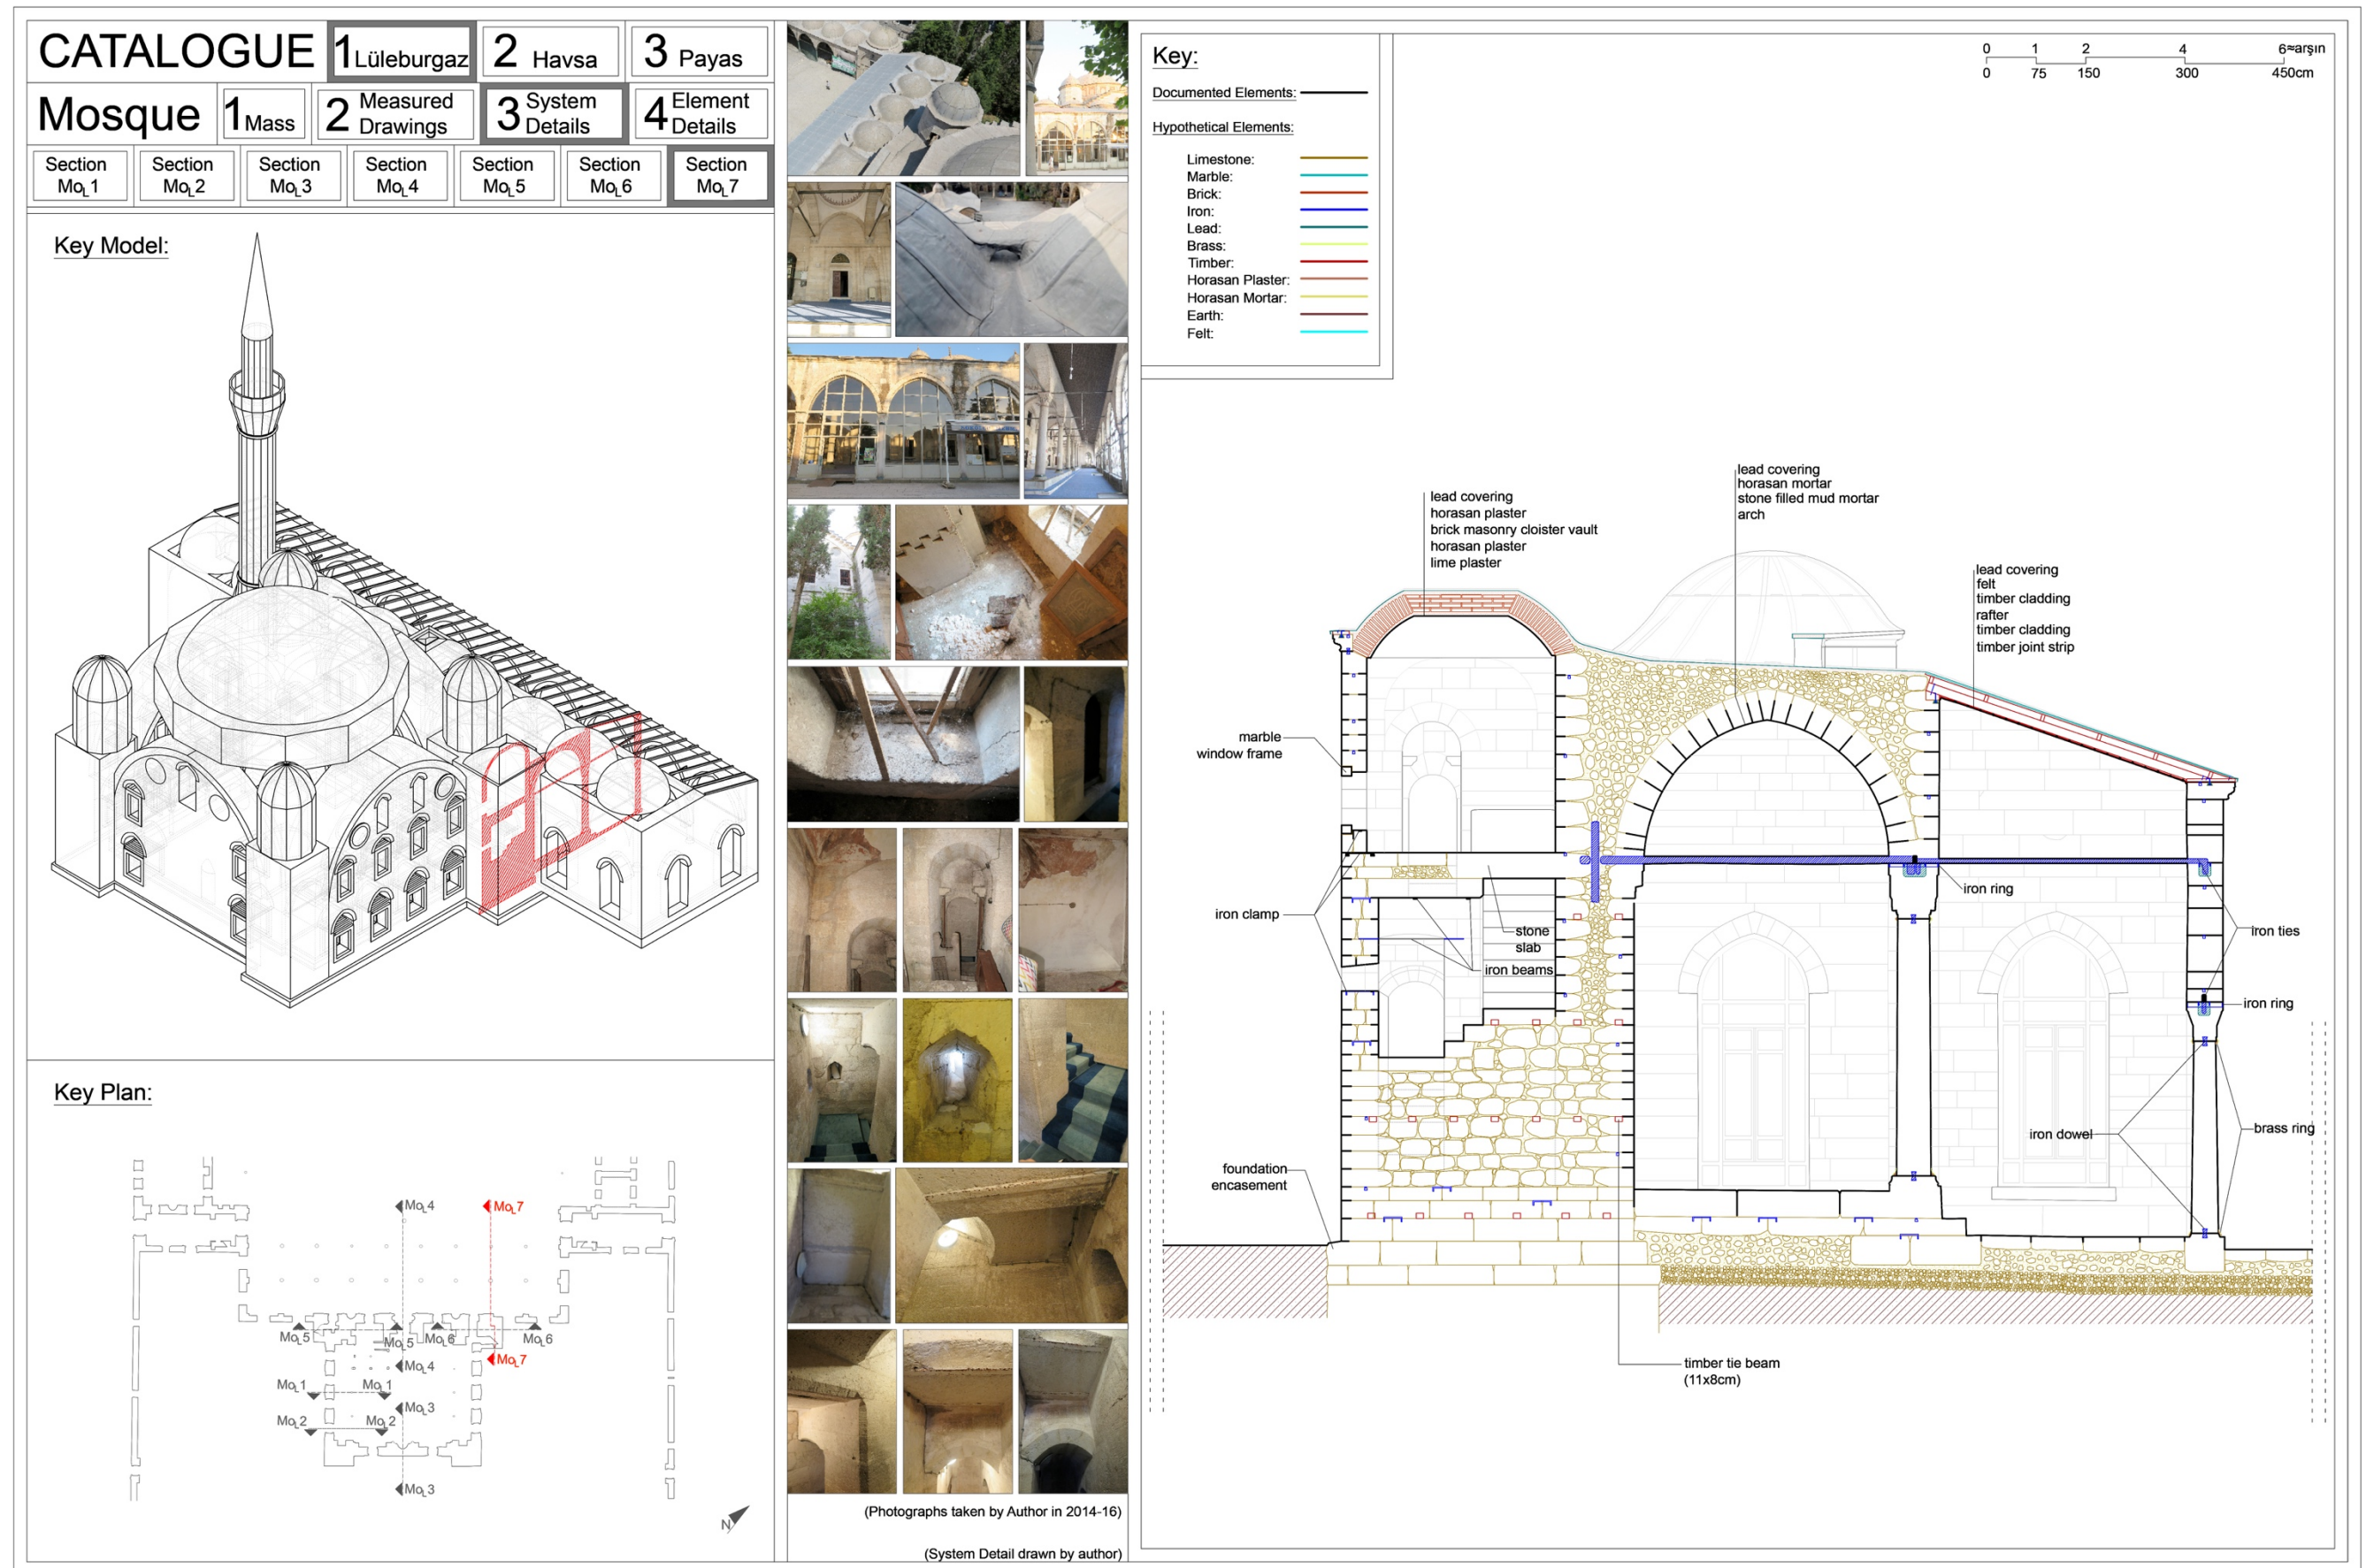 CATALOGUE
1 Lüleburgaz
2 Havsa
3 Payas
Mosque
1 Mass
2 Measured
Drawings
3 System
Details
4 Element
Details
Section
MoL1
Section
MoL2
Section
MoL3
Section
MoL4
Section
MoL5
Section
MoL6
Section
MoL7
Key Model:
Key Plan:
MoL4
MoL7
MoL5
MoL5
MoL6
MoL6
MoL4
MoL7
MoL1
MoL1
MoL3
MoL2
MoL2
MoL3
N
(Photographs taken by Author in 2014-16)
(System Detail drawn by author)
Key:
Documented Elements:
Hypothetical Elements:
Limestone:
Marble:
Brick:
Iron:
Lead:
Brass:
Timber:
Horasan Plaster:
Horasan Mortar:
Earth:
Felt:
0 1 2 4 6≈arşın
0 75 150 300 450cm
lead covering
horasan plaster
brick masonry cloister vault
horasan plaster
lime plaster
lead covering
horasan mortar
stone filled mud mortar
arch
lead covering
felt
timber cladding
rafter
timber cladding
timber joint strip
marble
window frame
iron clamp
stone
slab
iron beams
iron ring
iron ties
iron ring
iron dowel
brass ring
foundation
encasement
timber tie beam
(11x8cm)